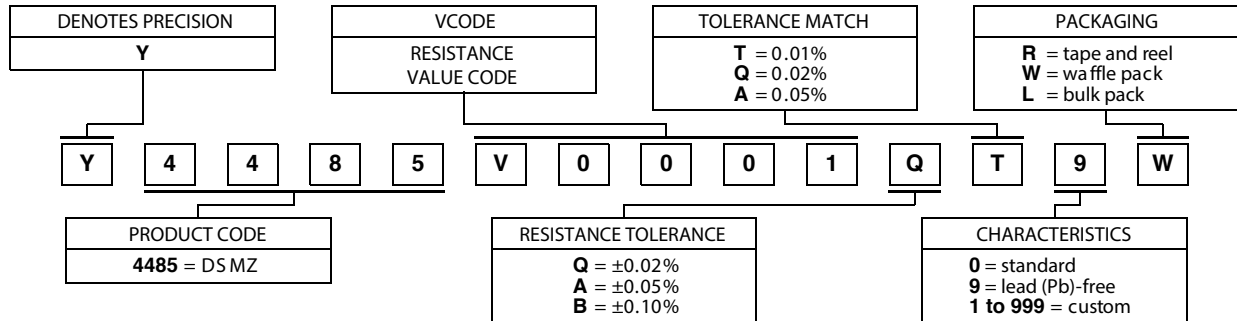 DENOTES PRECISION
Y
VCODE
RESISTANCE
VALUE CODE
TOLERANCE MATCH
T = 0.01%
Q = 0.02%
A = 0.05%
PACKAGING
R = tape and reel
W = waffle pack
L = bulk pack
Y 4 4 8 5 V 0 0 0 1 Q T 9 W
PRODUCT CODE
4485 = DSMZ
RESISTANCE TOLERANCE
Q = ±0.02%
A = ±0.05%
B = ±0.10%
CHARACTERISTICS
0 = standard
9 = lead (Pb)-free
1 to 999 = custom